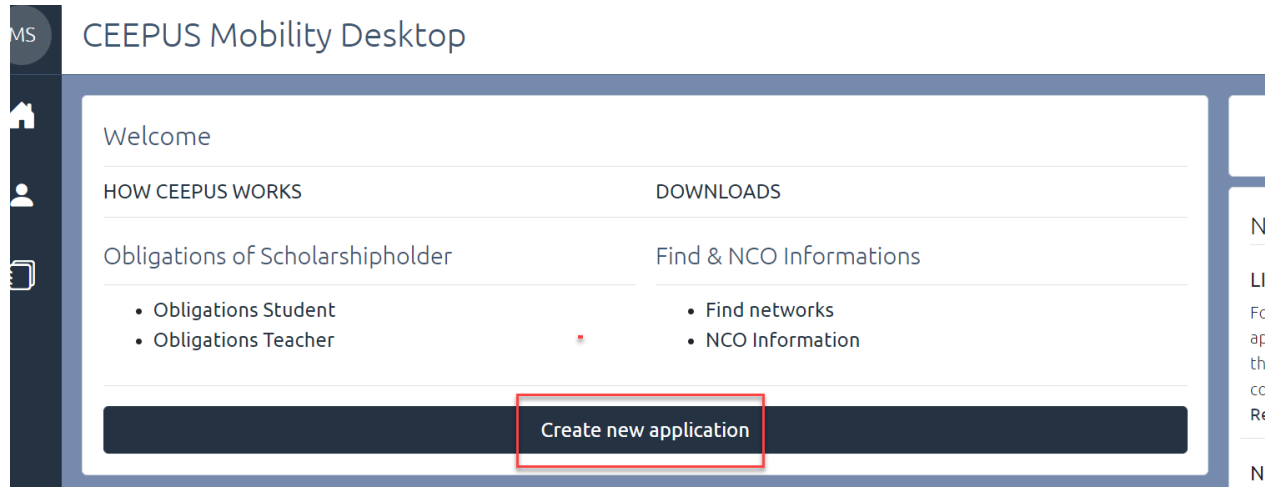 MS
CEEPUS Mobility Desktop
Welcome
HOW CEEPUS WORKS
DOWNLOADS
Obligations of Scholarshipholder
Find & NCO Informations
Obligations Student
Obligations Teacher
Find networks
NCO Information
Create new application